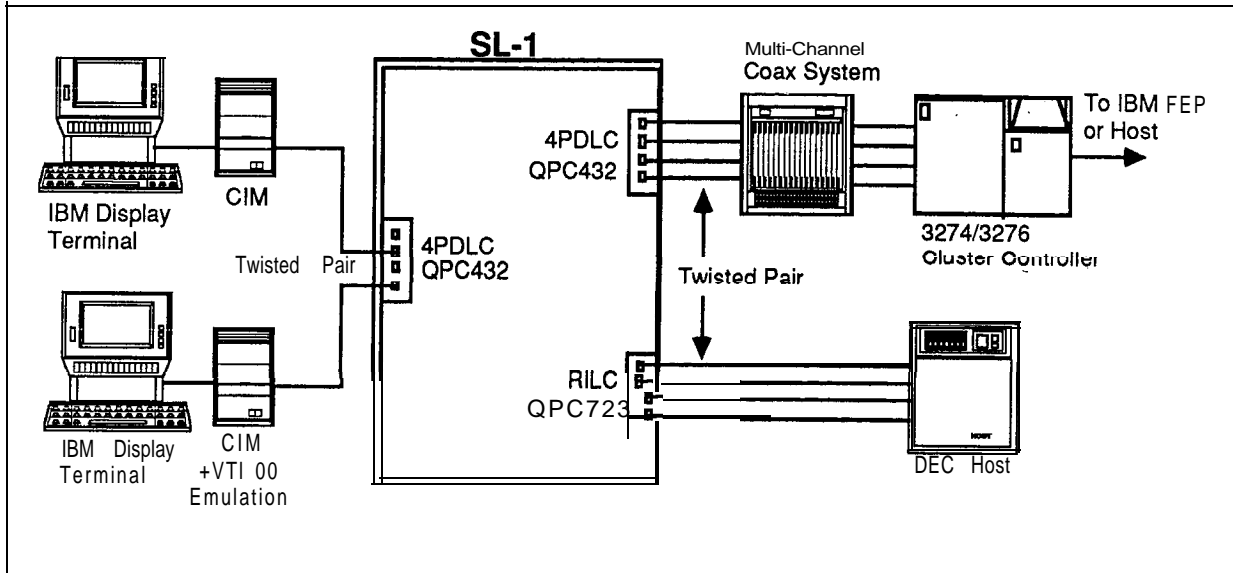 SL-1
Multi-Channel
Coax System
To IBM FEP
or Host
4PDLC
QPC432
CIM
IBM Display
Terminal
3274/3276
Cluster Controller
4PDLC
QPC432
Twisted Pair
Twisted Pair
RILC
QPC723
HOST
DEC Host
IBM Display
Terminal
CIM
+VTI 00
Emulation